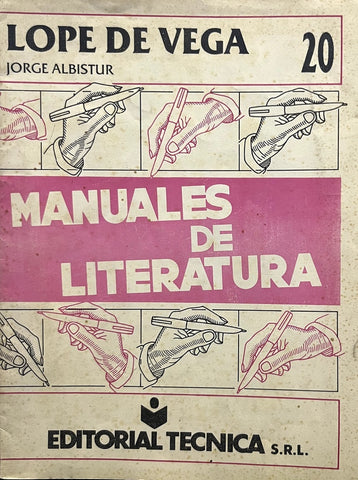 LOPE DE VEGA
20
JORGE ALBISTUR
MANUALES
DE
LITERATURA
EDITORIAL TECNICA S.R.L.